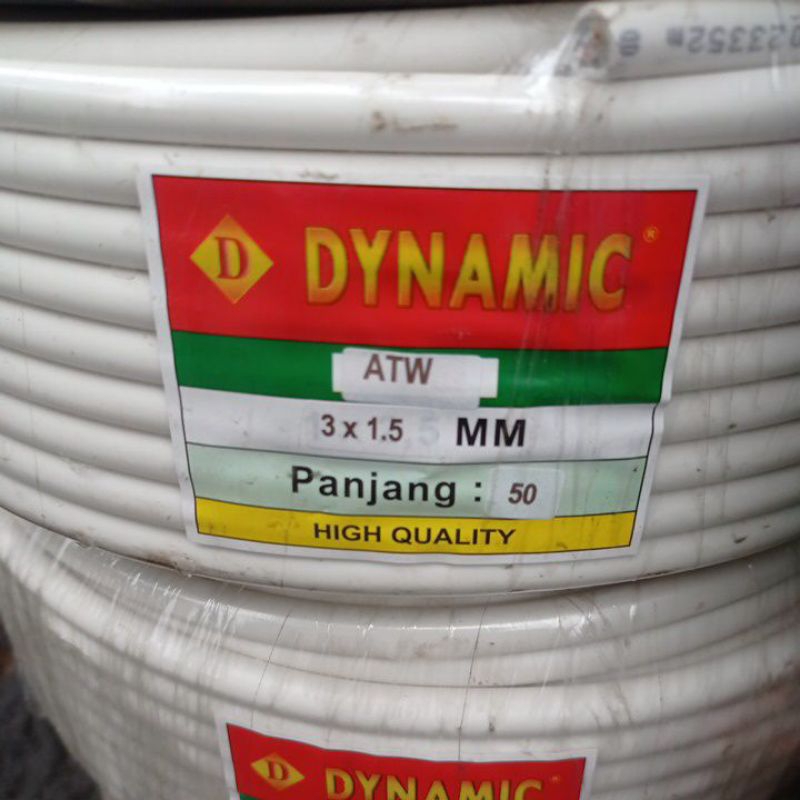 D DYNAMIC®
ATW
3 x 1.5 MM
Panjang : 50
HIGH QUALITY
D DYNAMIC